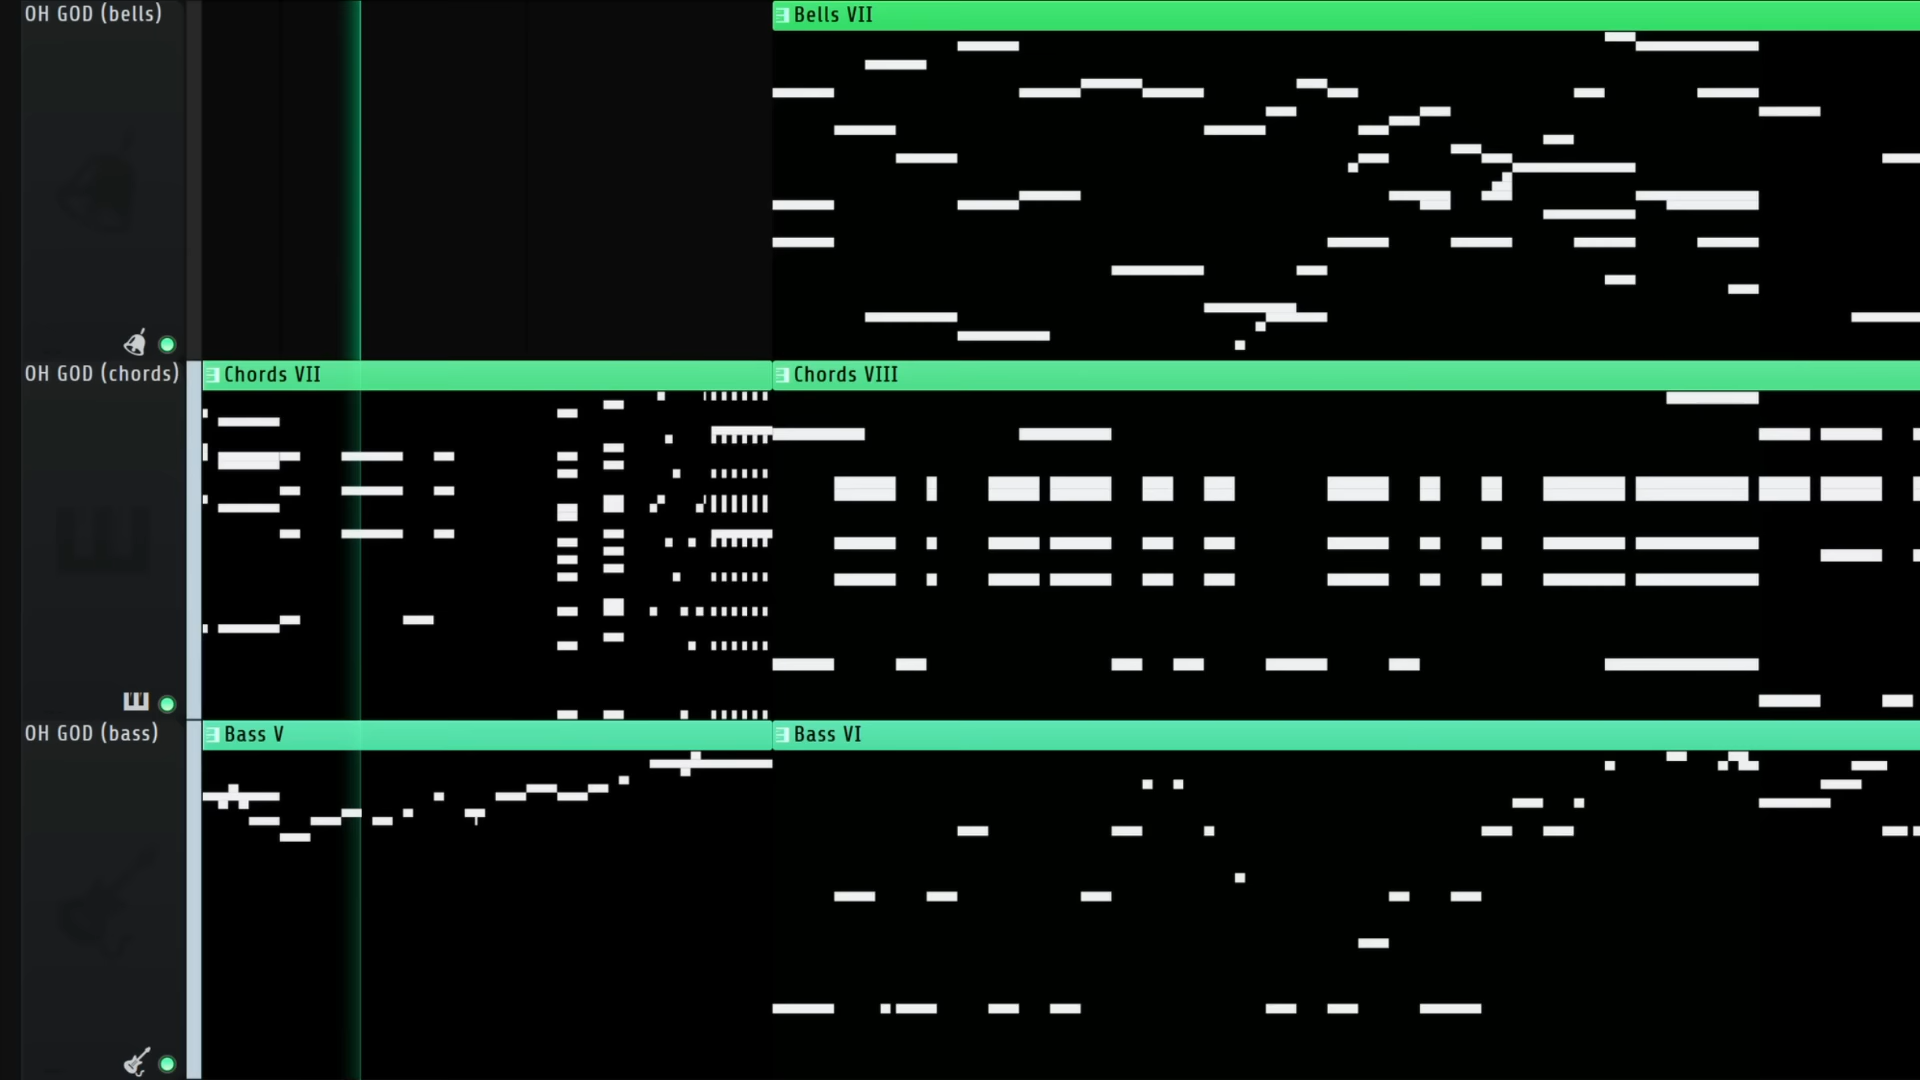 OH GOD (bells)
Bells VII
OH GOD (chords)
Chords VII
Chords VIII
OH GOD (bass)
Bass V
Bass VI